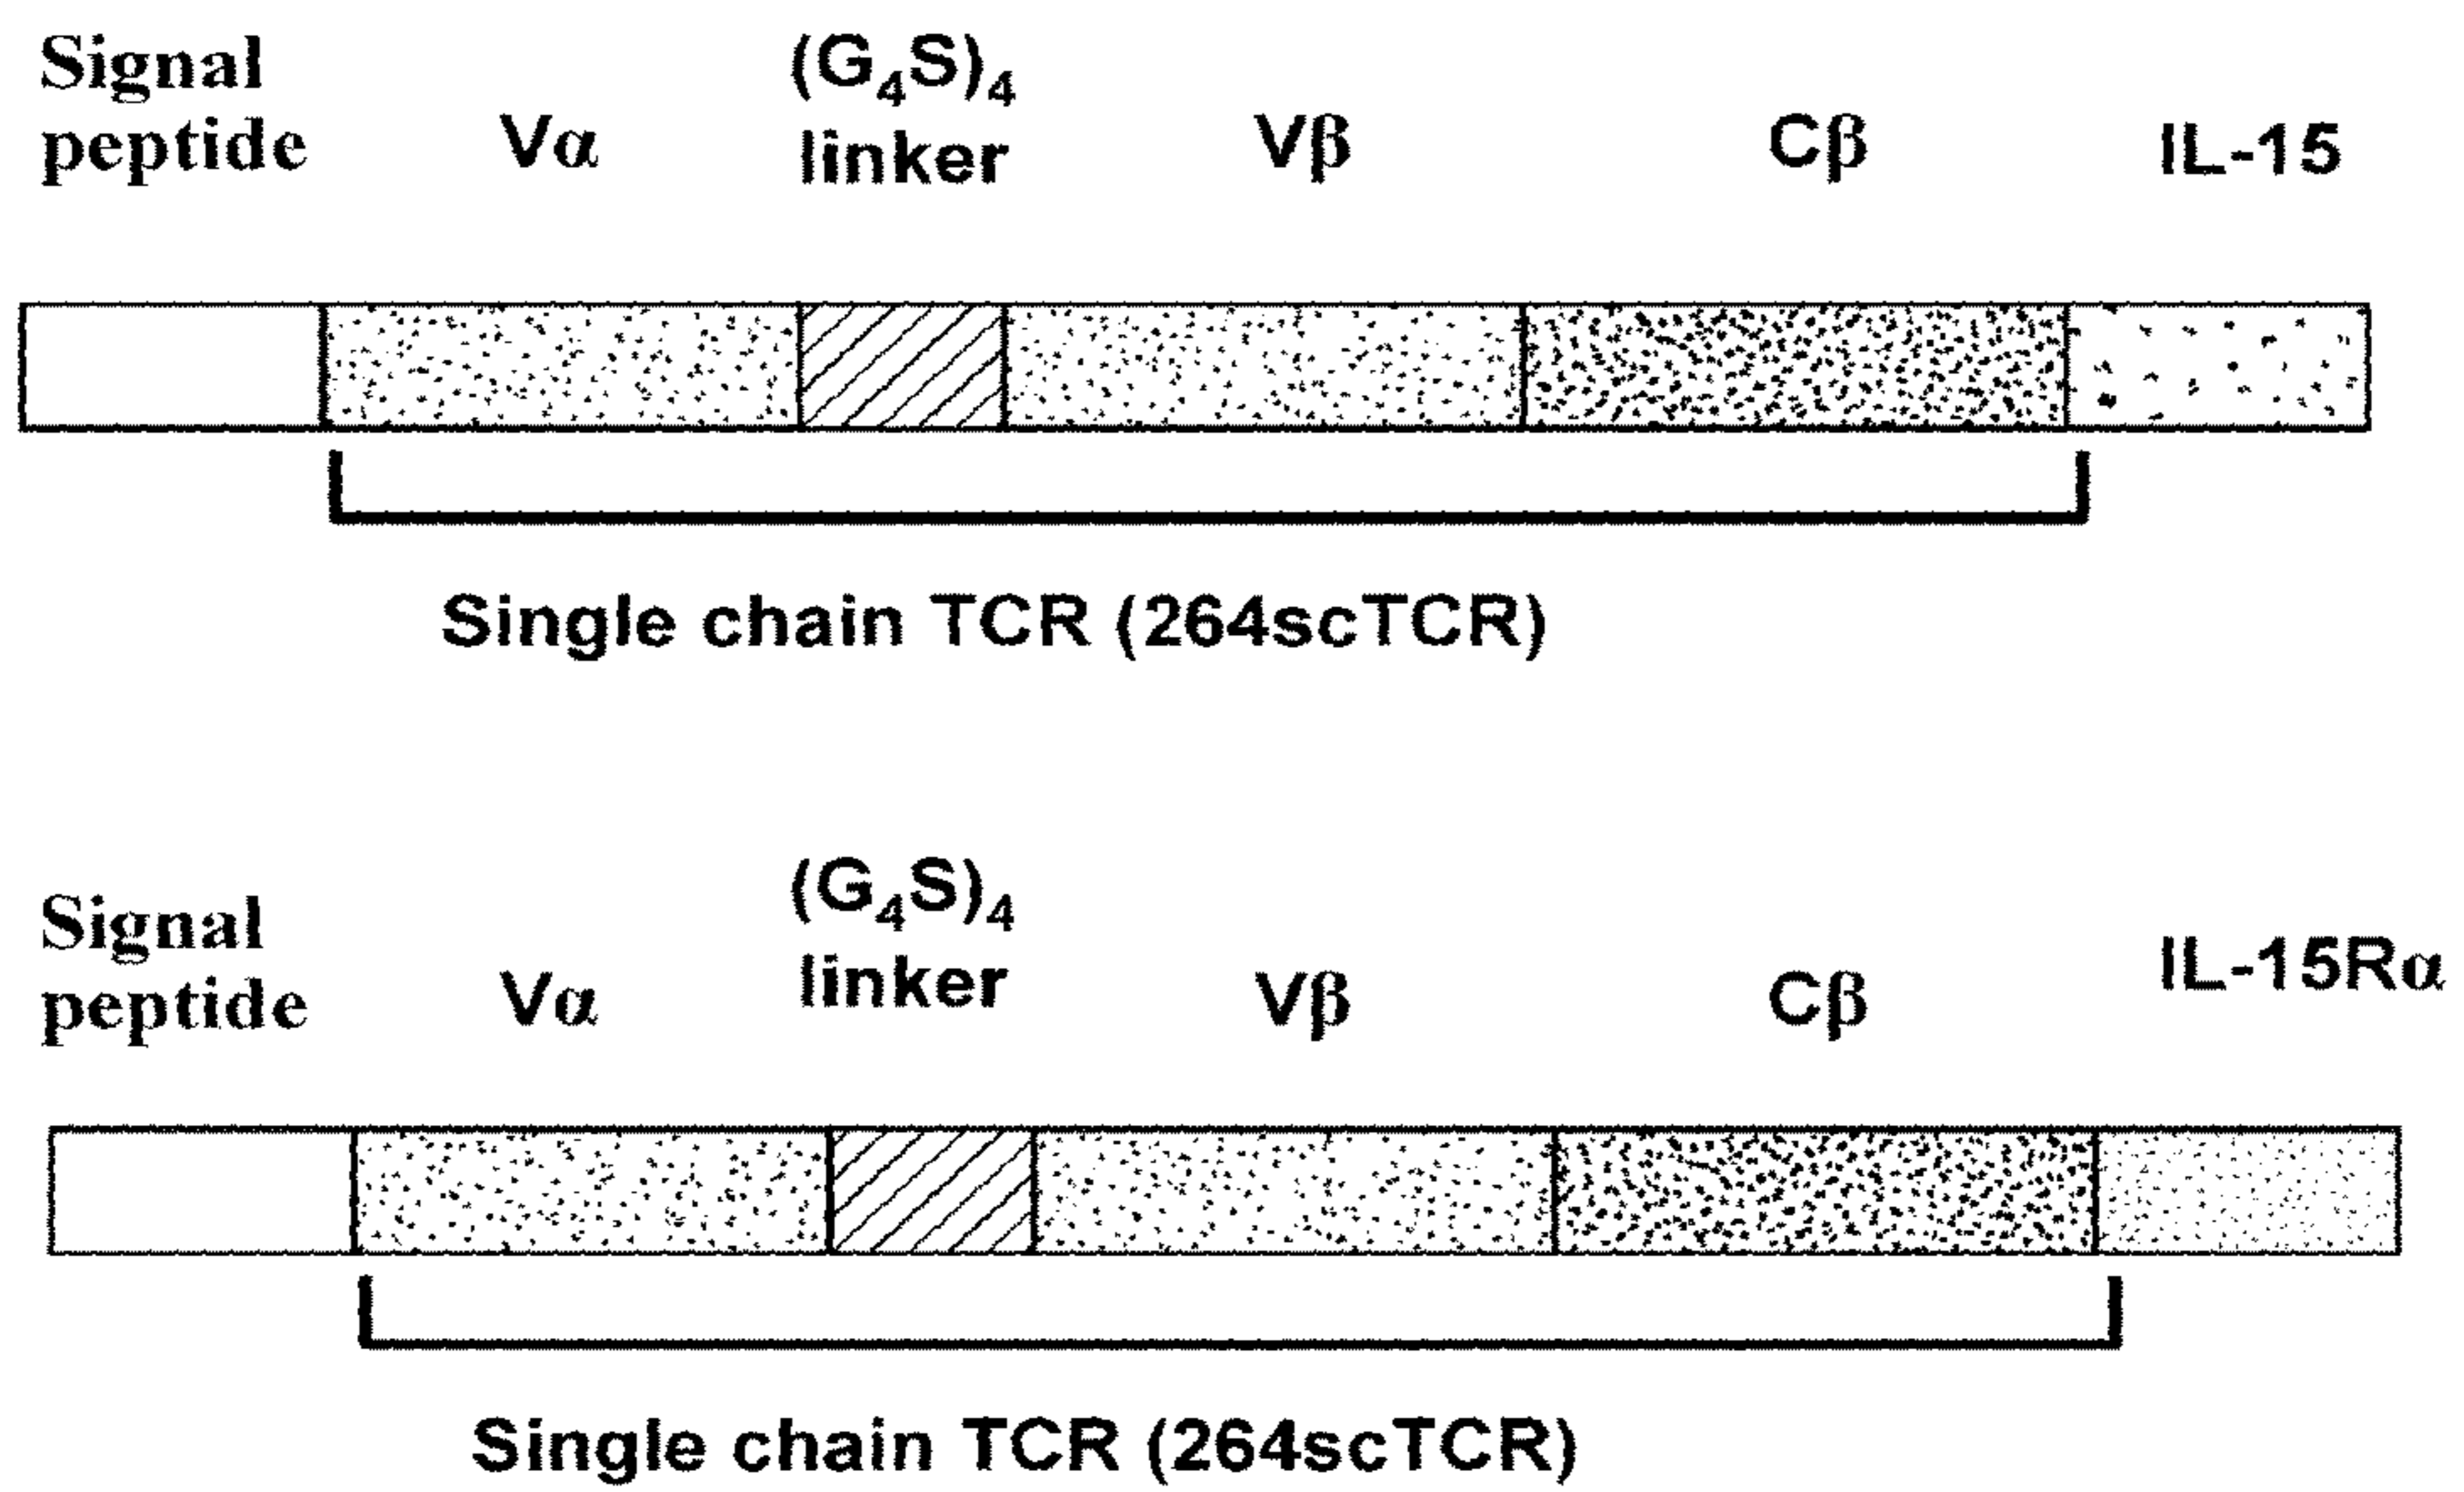 Signal
peptide
Vα
(G₄S)₄
linker
Vβ
Cβ
IL-15
Single chain TCR (264scTCR)
Signal
peptide
Vα
(G₄S)₄
linker
Vβ
Cβ
IL-15Rα
Single chain TCR (264scTCR)